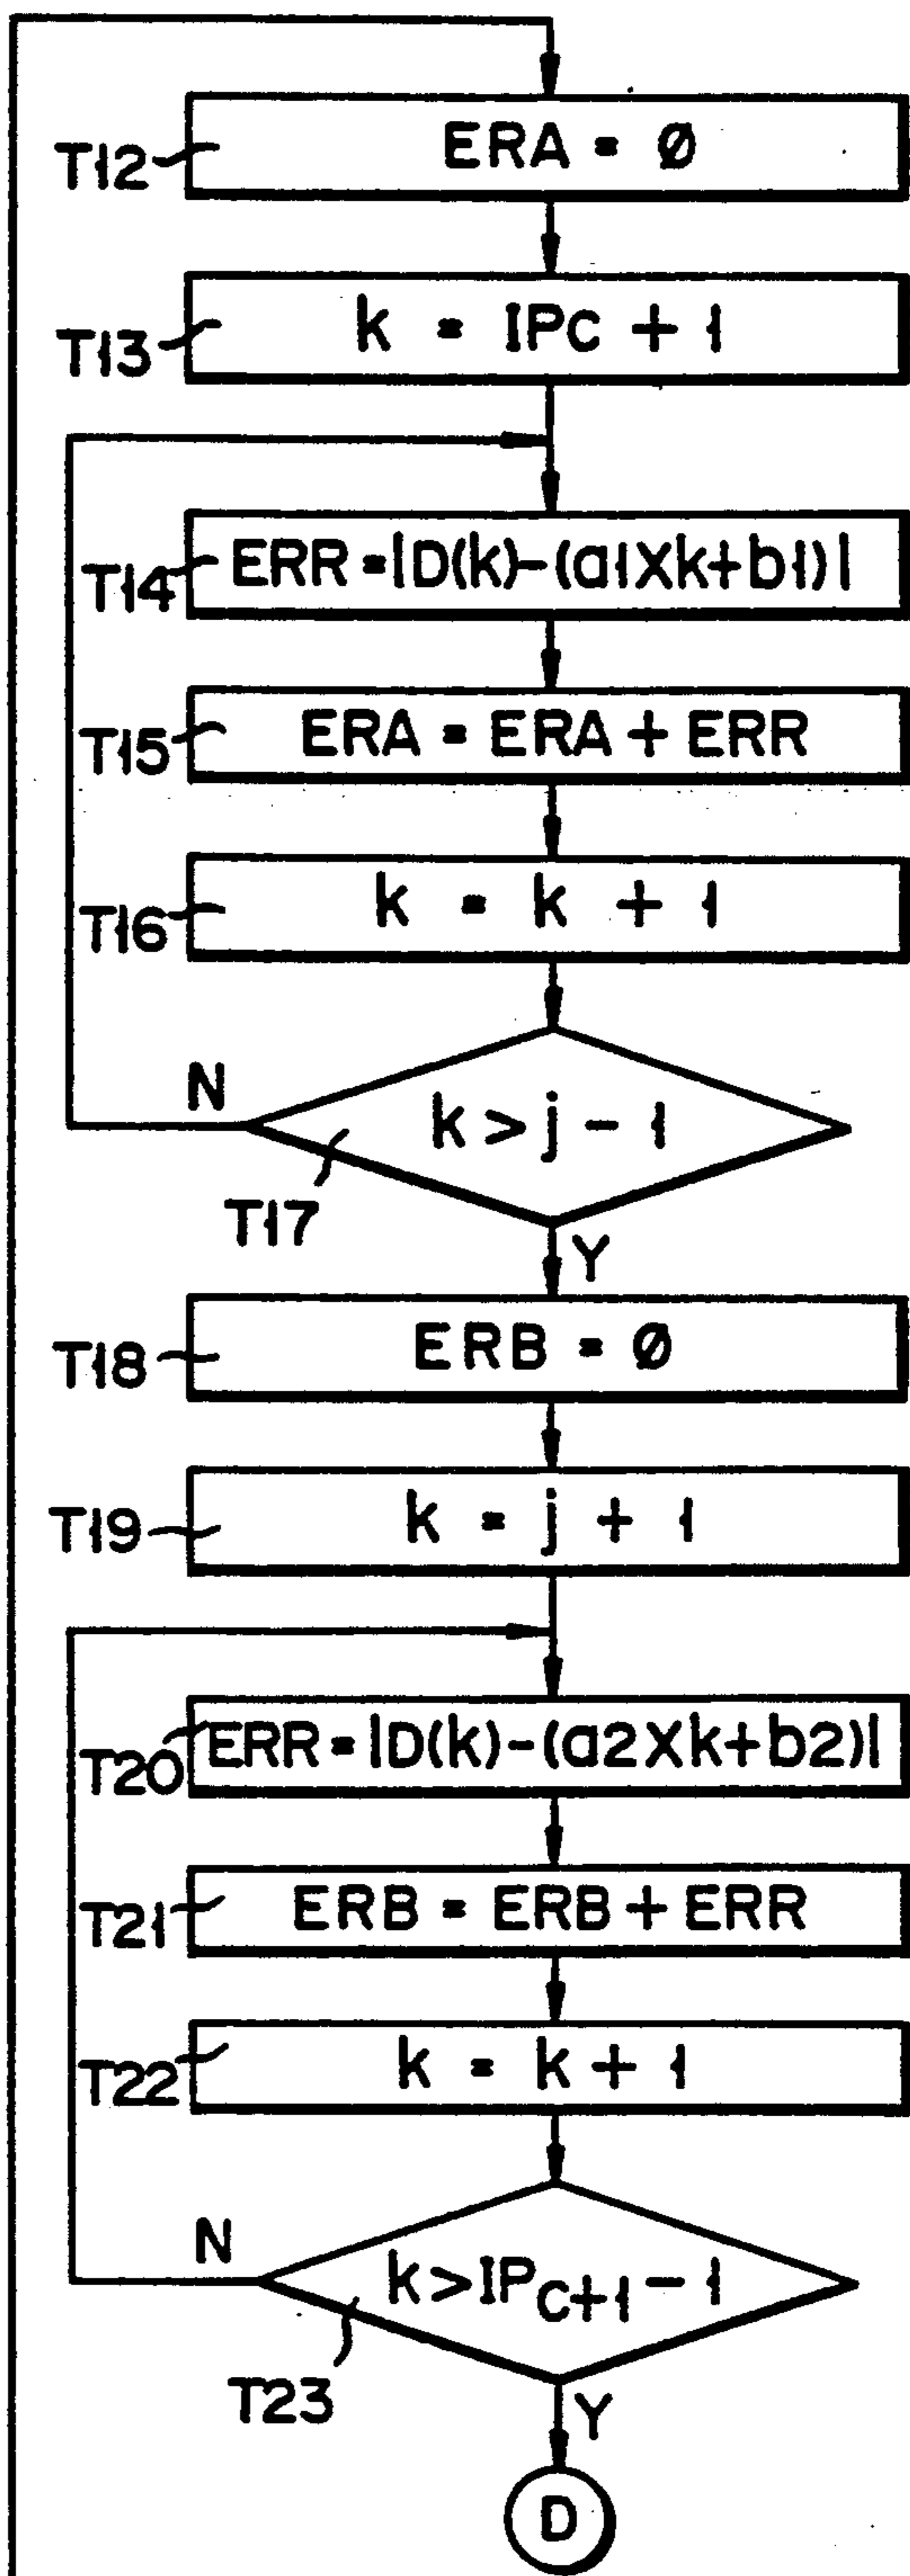 ERA = Ø
T12
k = IPC + 1
T13
ERR=|D(k)-(a1Xk+b1)|
T14
ERA = ERA + ERR
T15
k = k + 1
T16
N
k > j - 1
T17
Y
ERB = Ø
T18
k = j + 1
T19
ERR=|D(k)-(a2Xk+b2)|
T20
ERB = ERB + ERR
T21
k = k + 1
T22
N
k>IPC+1-1
T23
Y
D